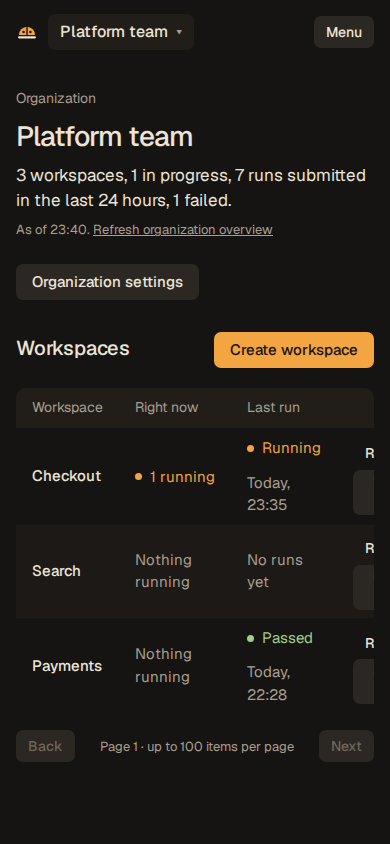 Platform team
Menu
Organization
Platform team
3 workspaces, 1 in progress, 7 runs submitted
in the last 24 hours, 1 failed.
As of 23:40. Refresh organization overview
Organization settings
Workspaces
Create workspace
Workspace Right now Last run
Checkout
1 running
Running
Today,
23:35
R
Search
Nothing
running
No runs
yet
R
Payments
Nothing
running
Passed
Today,
22:28
R
Back
Page 1 · up to 100 items per page
Next